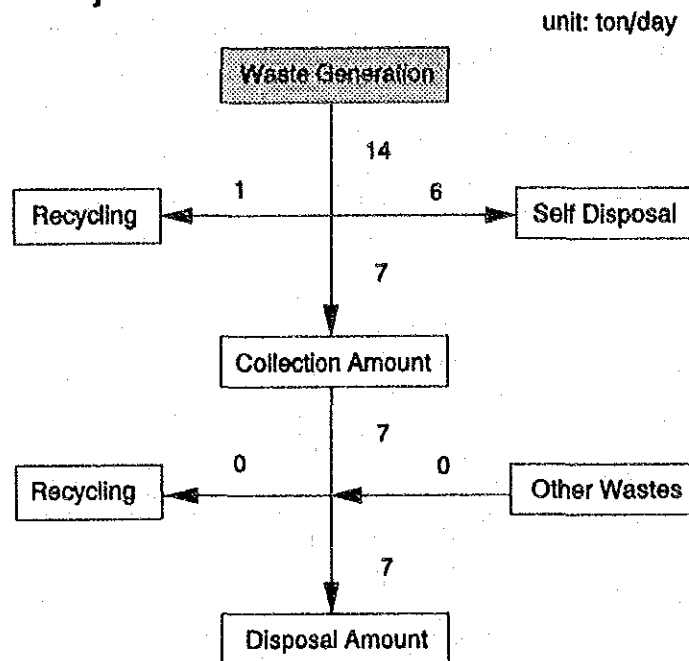 unit: ton/day
Waste Generation
14
1
6
Recycling
Self Disposal
7
Collection Amount
7
0
0
Recycling
Other Wastes
7
Disposal Amount